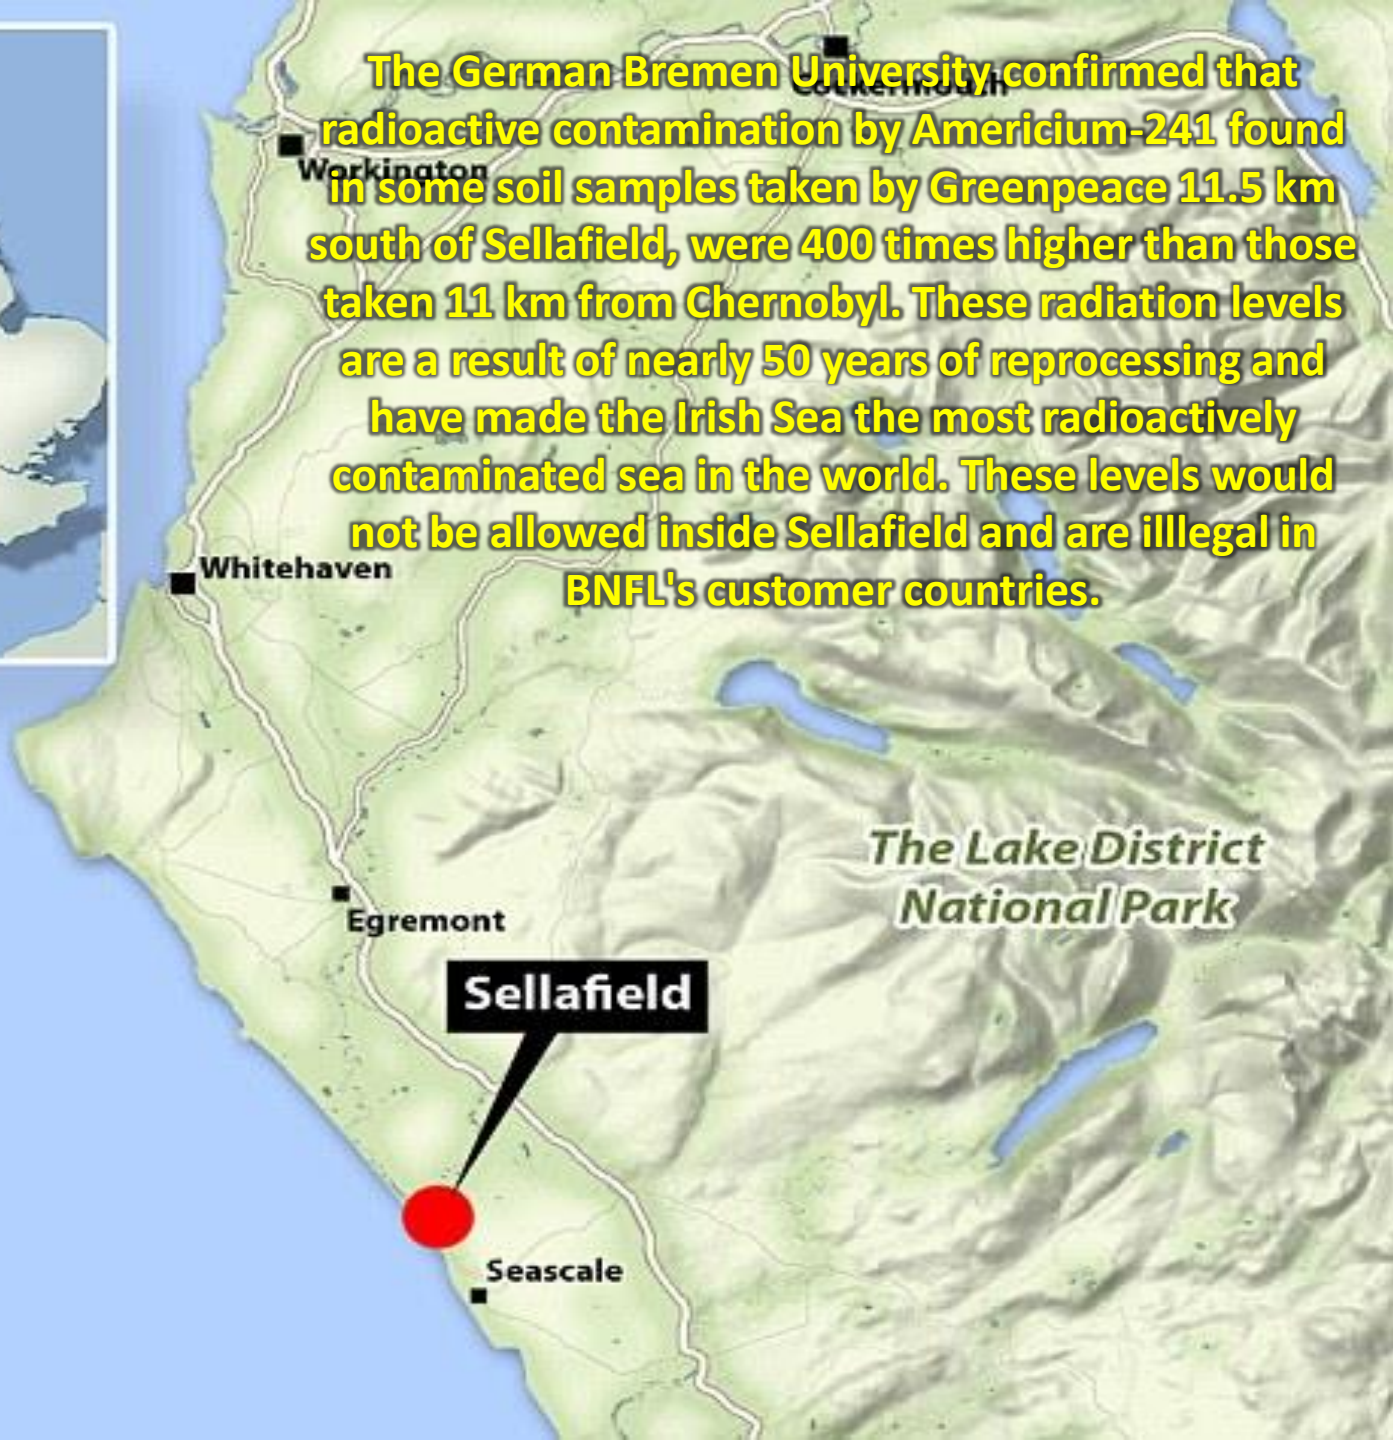 The German Bremen University confirmed that
radioactive contamination by Americium-241 found
in some soil samples taken by Greenpeace 11.5 km
south of Sellafield, were 400 times higher than those
taken 11 km from Chernobyl. These radiation levels
are a result of nearly 50 years of reprocessing and
have made the Irish Sea the most radioactively
contaminated sea in the world. These levels would
not be allowed inside Sellafield and are illlegal in
BNFL's customer countries.
Cockermouth
Workington
Whitehaven
The Lake District
National Park
Egremont
Sellafield
Seascale